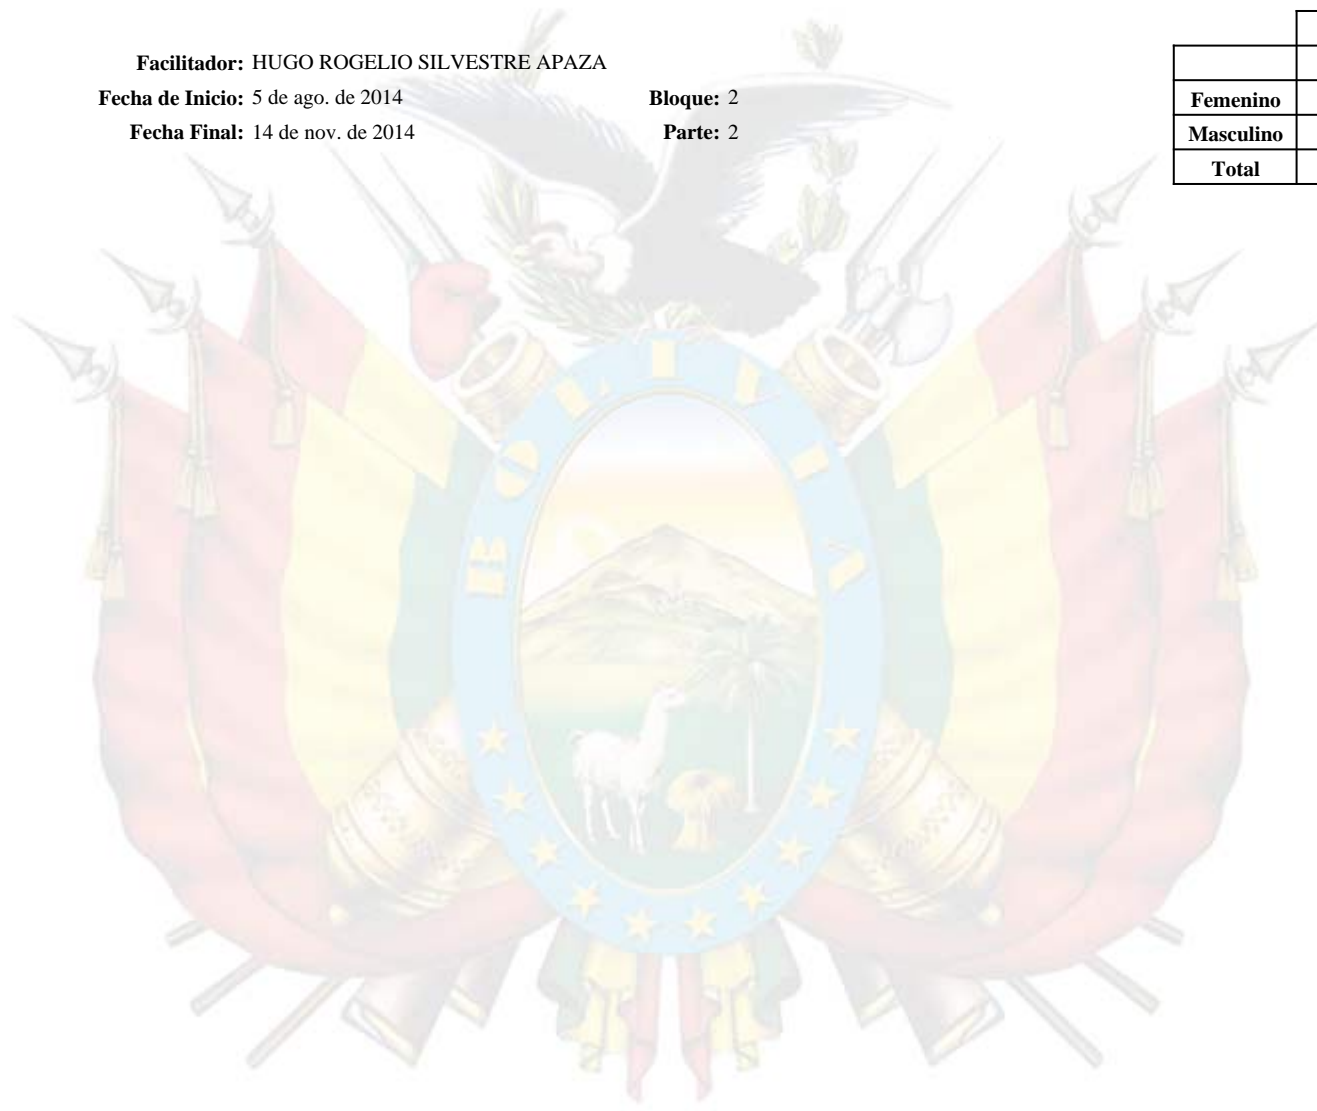 Facilitador: HUGO ROGELIO SILVESTRE APAZA
Fecha de Inicio: 5 de ago. de 2014 Bloque: 2
Fecha Final: 14 de nov. de 2014 Parte: 2
Femenino
Masculino
Total
BOLIVIA